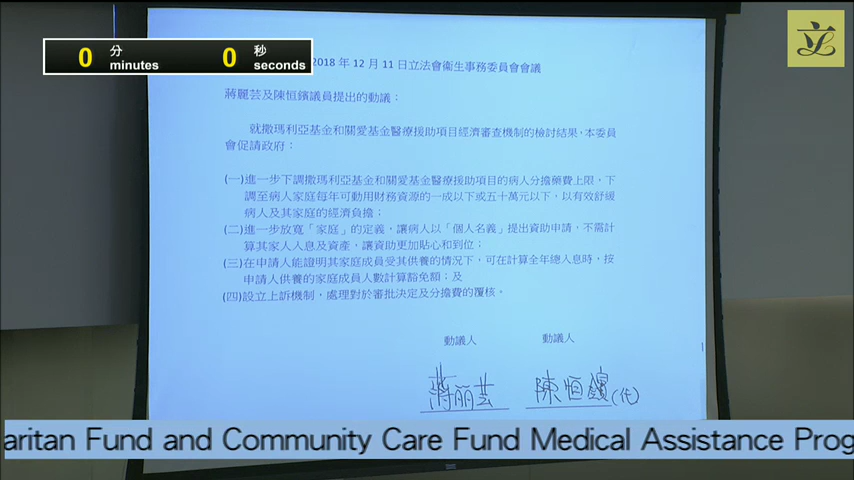 0 分 minutes 0 秒 seconds
2018 年 12 月 11 日立法會衞生事務委員會會議
蔣麗芸及陳恒鑌議員提出的動議：
就撒瑪利亞基金和關愛基金醫療援助項目經濟審查機制的檢討結果，本委員
會促請政府：
(一)進一步下調撒瑪利亞基金和關愛基金醫療援助項目的病人分擔藥費上限，下
調至病人家庭每年可動用財務資源的一成以下或五十萬元以下，以有效舒緩
病人及其家庭的經濟負擔；
(二)進一步放寬「家庭」的定義，讓病人以「個人名義」提出資助申請，不需計
算其家人入息及資產，讓資助更加貼心和到位；
(三)在申請人能證明其家庭成員受其供養的情況下，可在計算全年總入息時，按
申請人供養的家庭成員人數計算豁免額；及
(四)設立上訴機制，處理對於審批決定及分擔費的覆核。
動議人 動議人
蔣丽芸 陳恒鑌(代)
aritan Fund and Community Care Fund Medical Assistance Prog